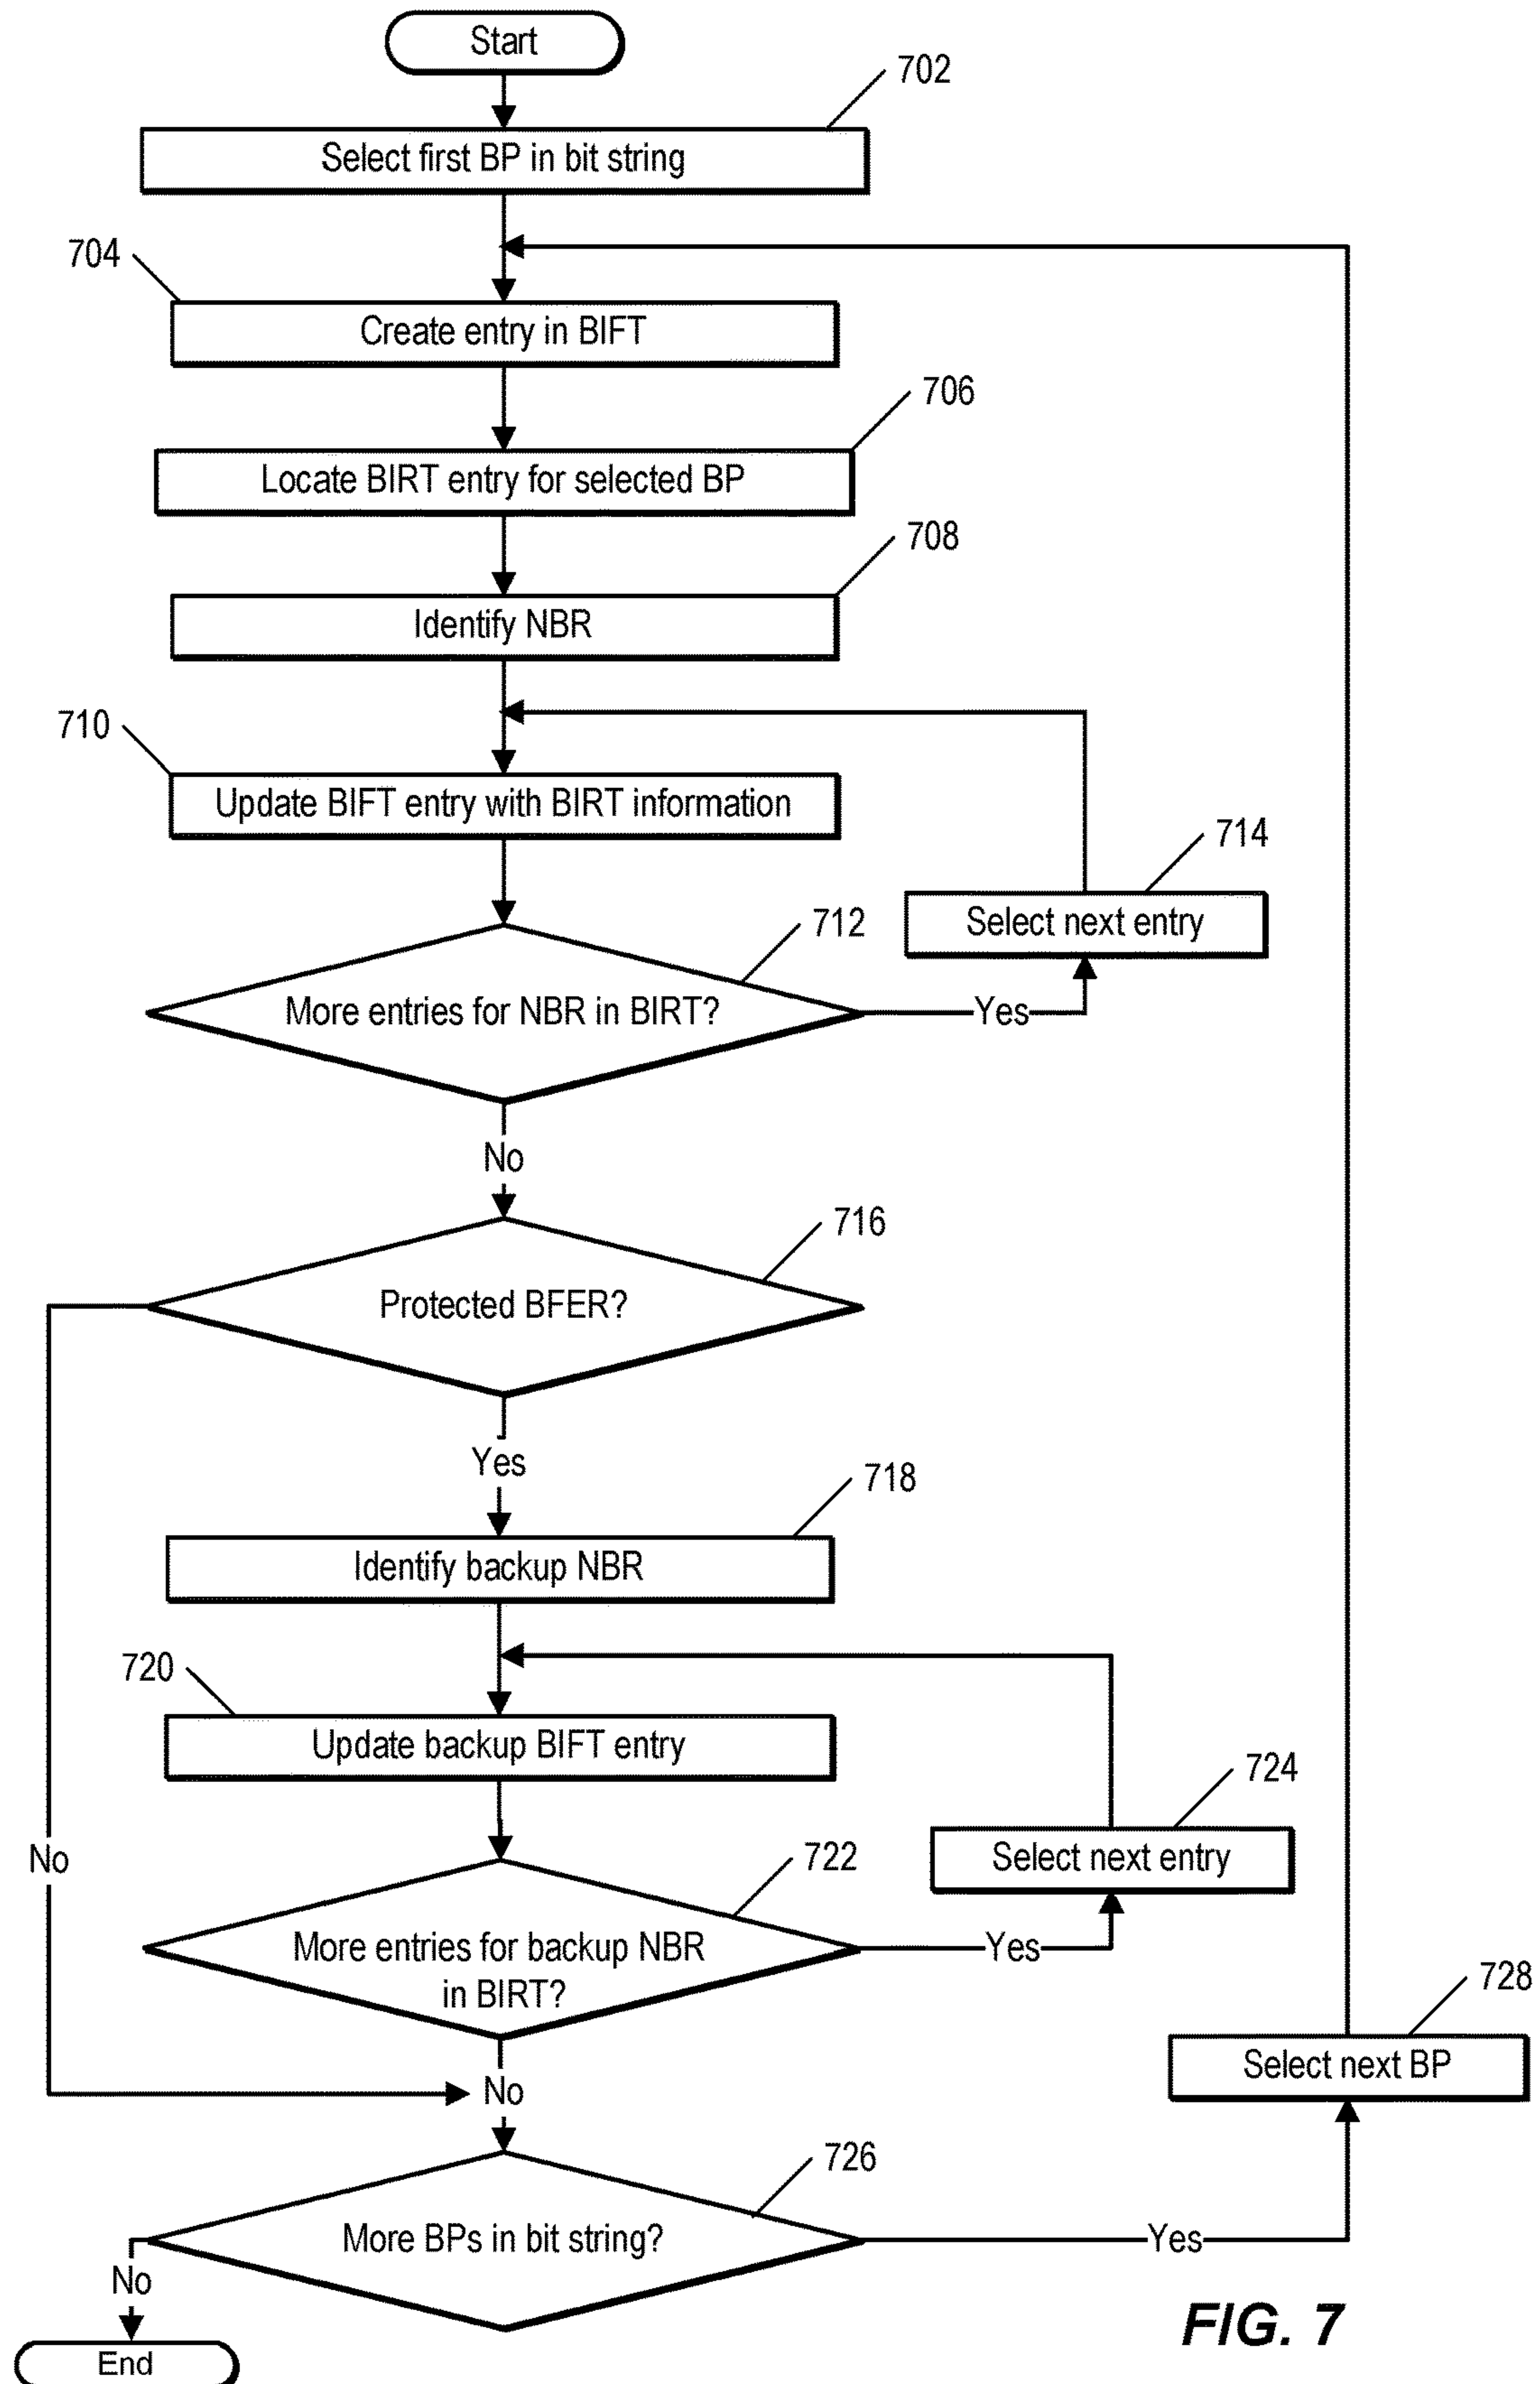 Start
702
Select first BP in bit string
704
Create entry in BIFT
706
Locate BIRT entry for selected BP
708
Identify NBR
710
Update BIFT entry with BIRT information
714
Select next entry
712
More entries for NBR in BIRT?
Yes
No
716
Protected BFER?
Yes
718
Identify backup NBR
720
Update backup BIFT entry
724
Select next entry
No
722
More entries for backup NBR
in BIRT?
Yes
728
Select next BP
No
726
More BPs in bit string?
Yes
No
FIG. 7
End